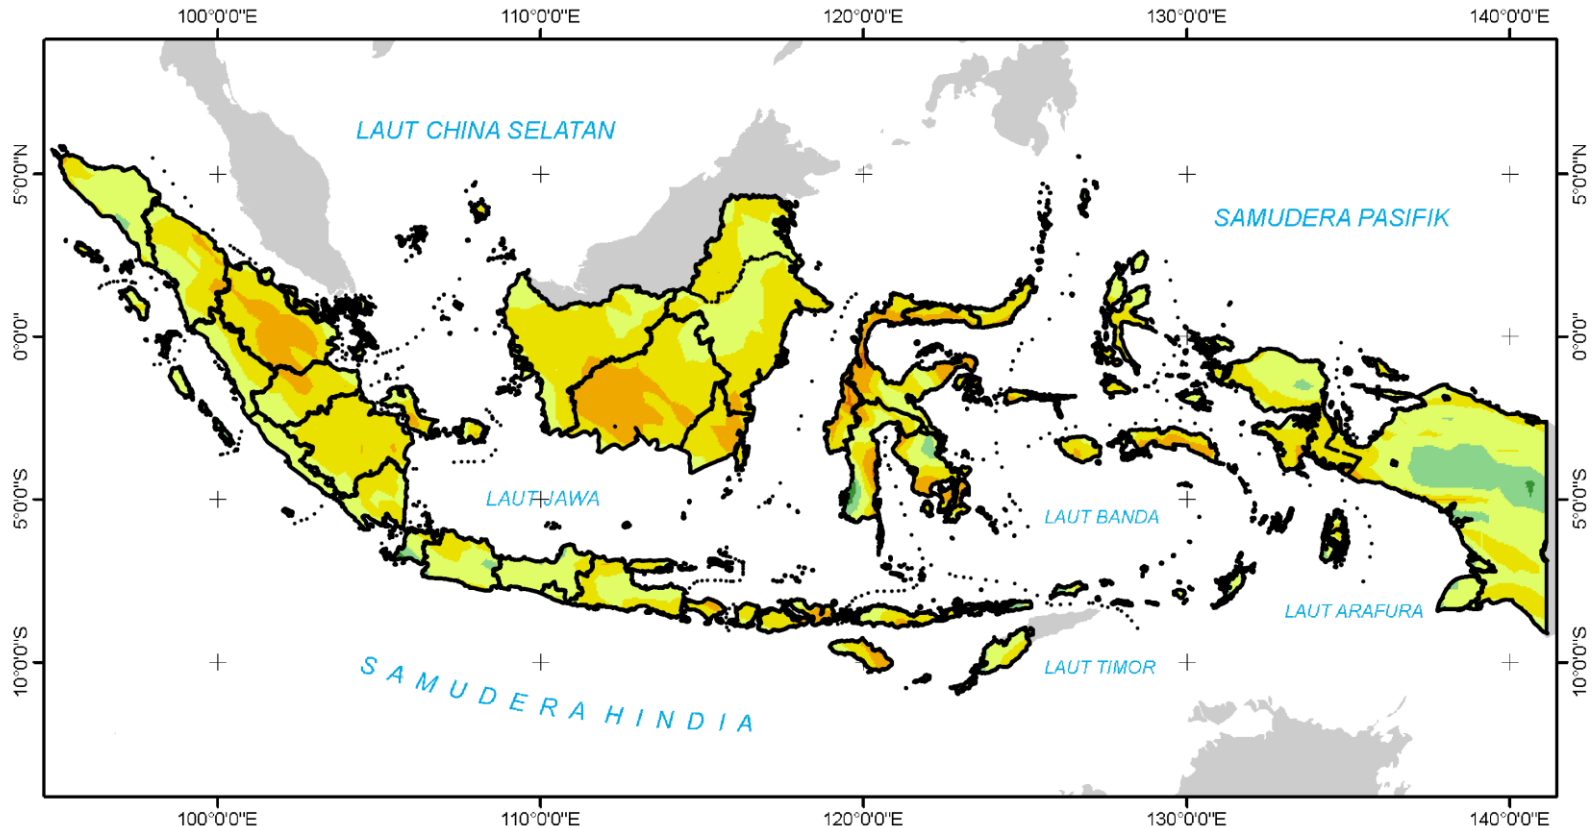 100°0'0"E 110°0'0"E 120°0'0"E 130°0'0"E 140°0'0"E
LAUT CHINA SELATAN
5°0'0"N 5°0'0"N
SAMUDERA PASIFIK
0°0'0" 0°0'0"
LAUT JAWA
5°0'0"S 5°0'0"S
LAUT BANDA
LAUT ARAFURA
10°0'0"S 10°0'0"S
LAUT TIMOR
SAMUDERA HINDIA
100°0'0"E 110°0'0"E 120°0'0"E 130°0'0"E 140°0'0"E